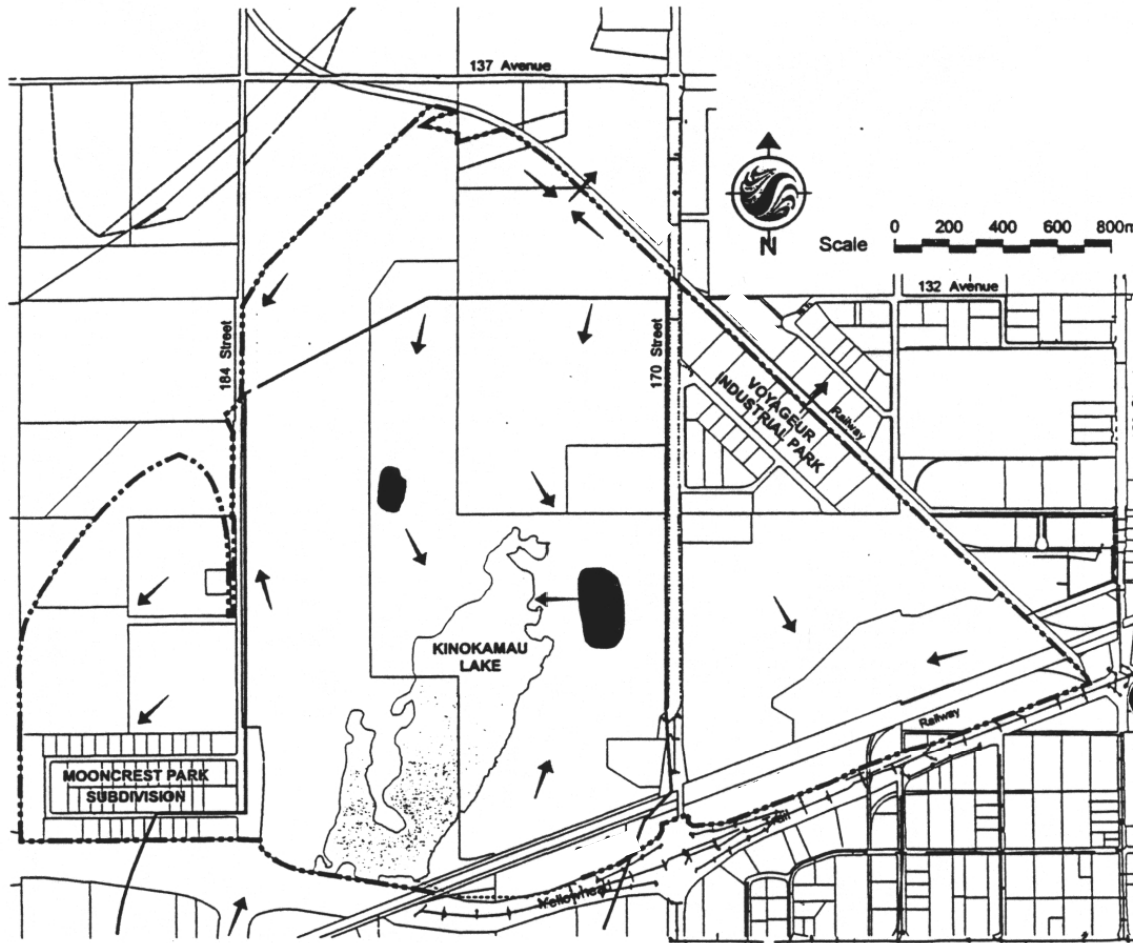 137 Avenue
N
Scale
0 200 400 600 800m
132 Avenue
184 Street
170 Street
VOYAGEUR
INDUSTRIAL PARK
Railway
KINOKAMAU
LAKE
Railway
MOONCREST PARK
SUBDIVISION
Yellowhead Trail